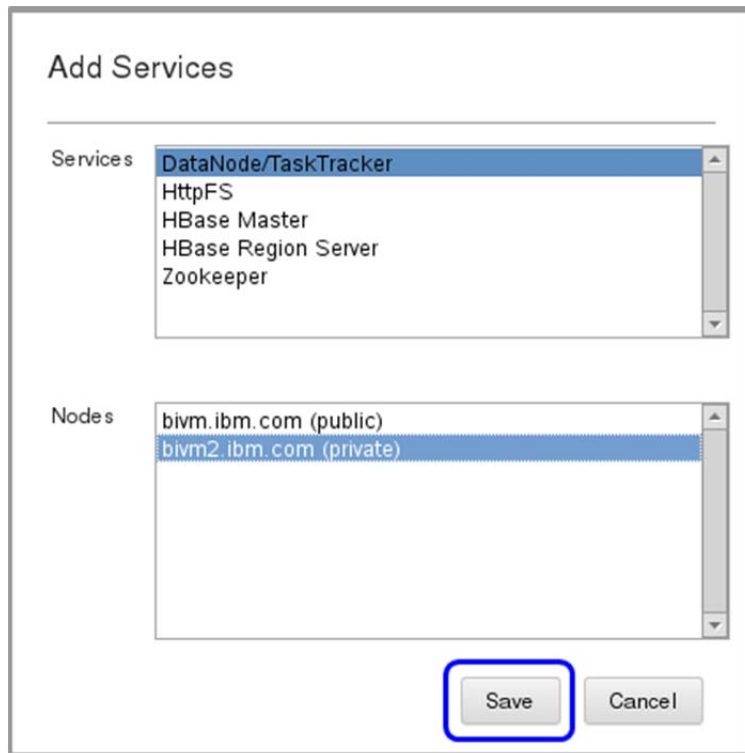 Add Services
Services
DataNode/TaskTracker
HttpFS
HBase Master
HBase Region Server
Zookeeper
Nodes
bivm.ibm.com (public)
bivm2.ibm.com (private)
Save
Cancel